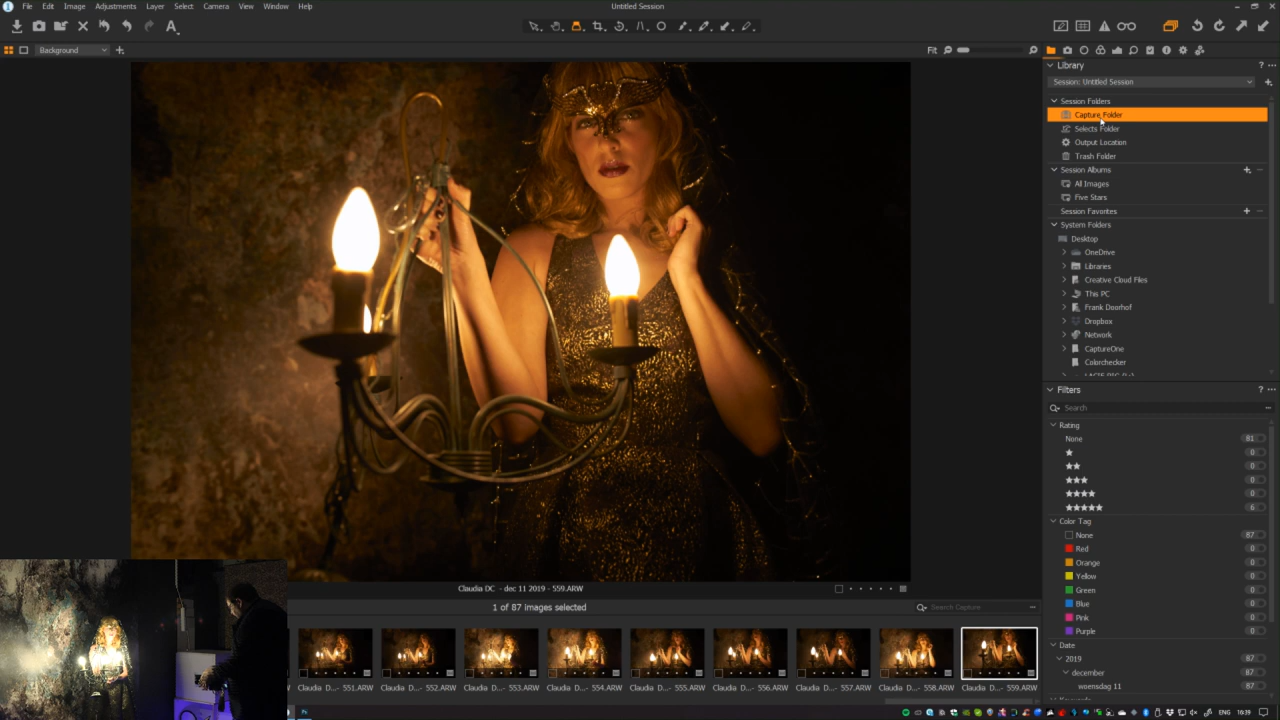 Untitled Session
File Edit Image Adjustments Layer Select Camera View Window Help
Background
Fit
Library
Session: Untitled Session
Session Folders
Capture Folder
Selects Folder
Output Location
Trash Folder
Session Albums
All Images
Five Stars
Session Favorites
System Folders
Desktop
OneDrive
Libraries
Creative Cloud Files
This PC
Frank Doorhof
Dropbox
Network
CaptureOne
Colorchecker
Filters
Search
Rating
None 81
0
0
0
0
6
Color Tag
None 87
Red 0
Orange 0
Yellow 0
Green 0
Blue 0
Pink 0
Purple 0
Date
2019 87
december 87
woensdag 11 87
Claudia DC - dec 11 2019 - 559.ARW
1 of 87 images selected
Search Capture
Claudia D...- 551.ARW
Claudia D...- 552.ARW
Claudia D...- 553.ARW
Claudia D...- 554.ARW
Claudia D...- 555.ARW
Claudia D...- 556.ARW
Claudia D...- 557.ARW
Claudia D...- 558.ARW
Claudia D...- 559.ARW
ENG 16:39